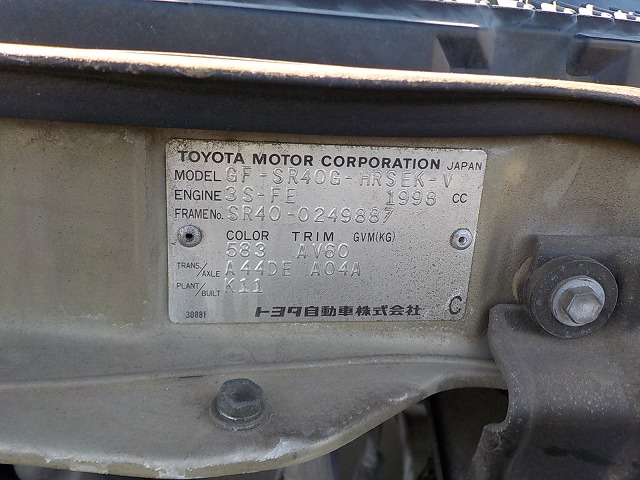 TOYOTA MOTOR CORPORATION JAPAN
MODEL GF-SR40G-HRSEK-V
ENGINE 3S-FE 1998 CC
FRAME No. SR40-0249887
COLOR TRIM GVM(KG)
583 AV60
TRANS./AXLE A44DE A04A
PLANT/BUILT K11
30881 トヨタ自動車株式会社 C